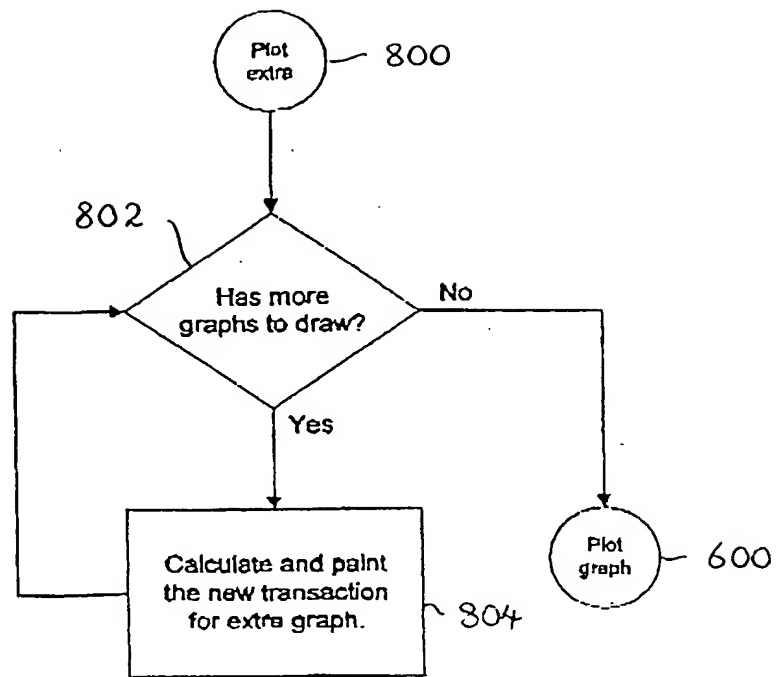 Plot
extra
800
802
Has more
graphs to draw?
No
Yes
Calculate and paint
the new transaction
for extra graph.
804
Plot
graph
600